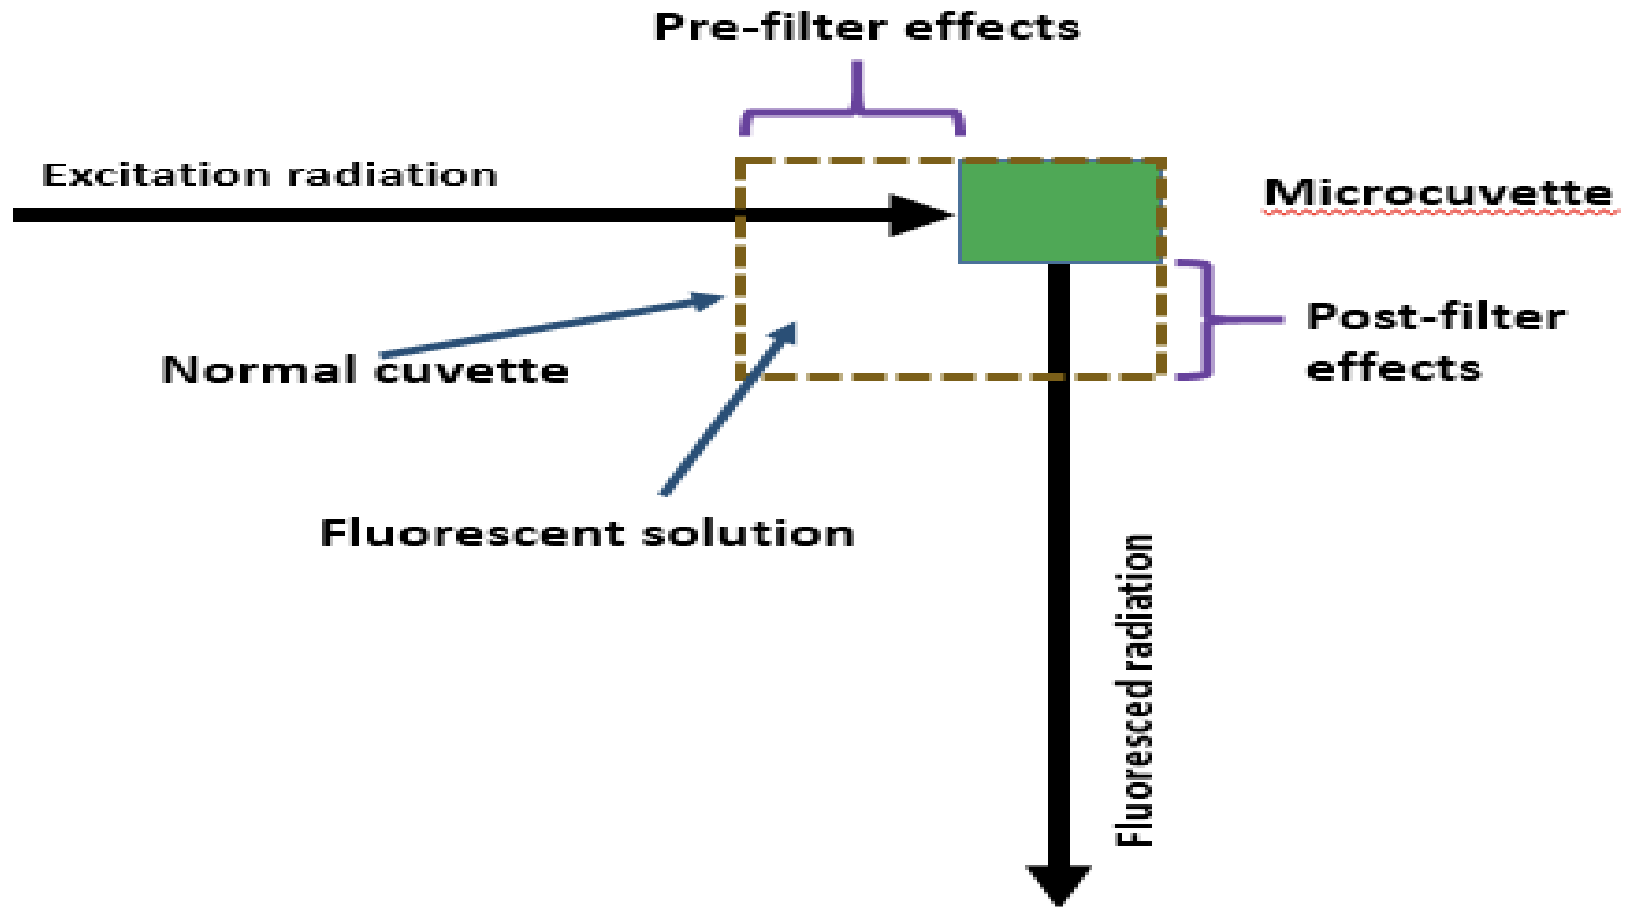 Pre-filter effects
Excitation radiation
Microcuvette
Normal cuvette
Post-filter
effects
Fluorescent solution
Fluoresced radiation